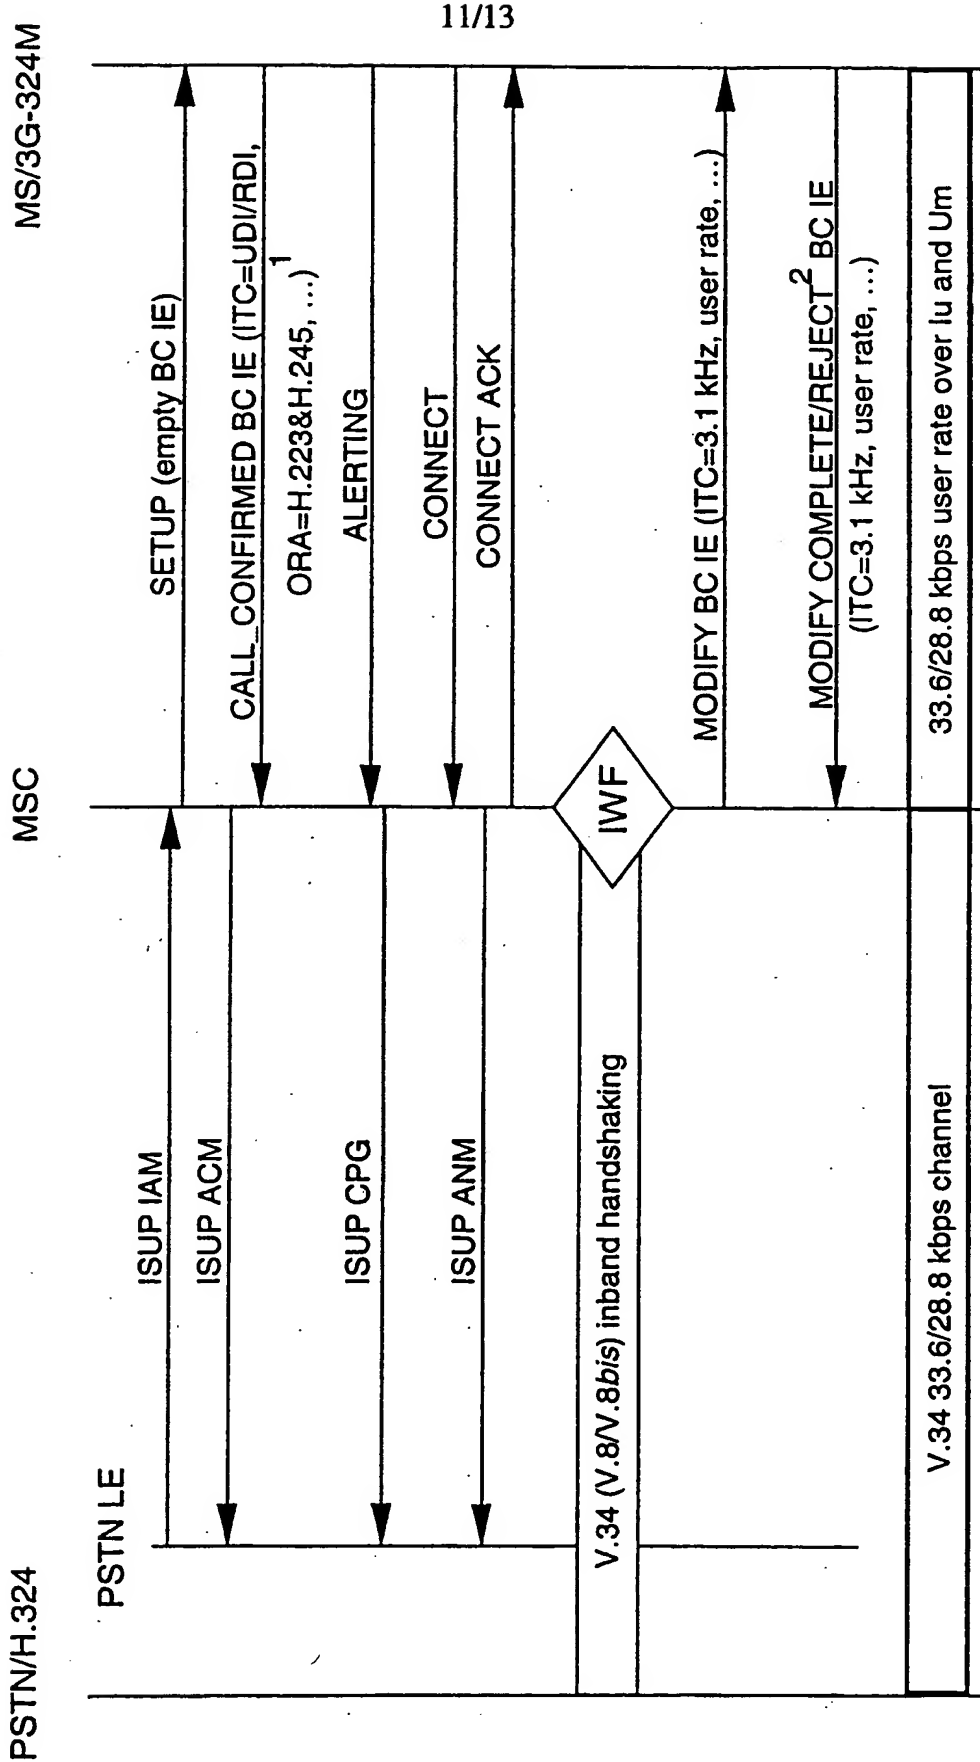 11/13
PSTN/H.324
MSC
MS/3G-324M
PSTN LE
ISUP IAM
SETUP (empty BC IE)
ISUP ACM
CALL_CONFIRMED BC IE (ITC=UDI/RDI,
ORA=H.223&H.245, ...)1
ISUP CPG
ALERTING
ISUP ANM
CONNECT
CONNECT ACK
V.34 (V.8/V.8bis) inband handshaking
IWF
MODIFY BC IE (ITC=3.1 kHz, user rate, ...)
MODIFY COMPLETE/REJECT2 BC IE
(ITC=3.1 kHz, user rate, ...)
V.34 33.6/28.8 kbps channel
33.6/28.8 kbps user rate over Iu and Um